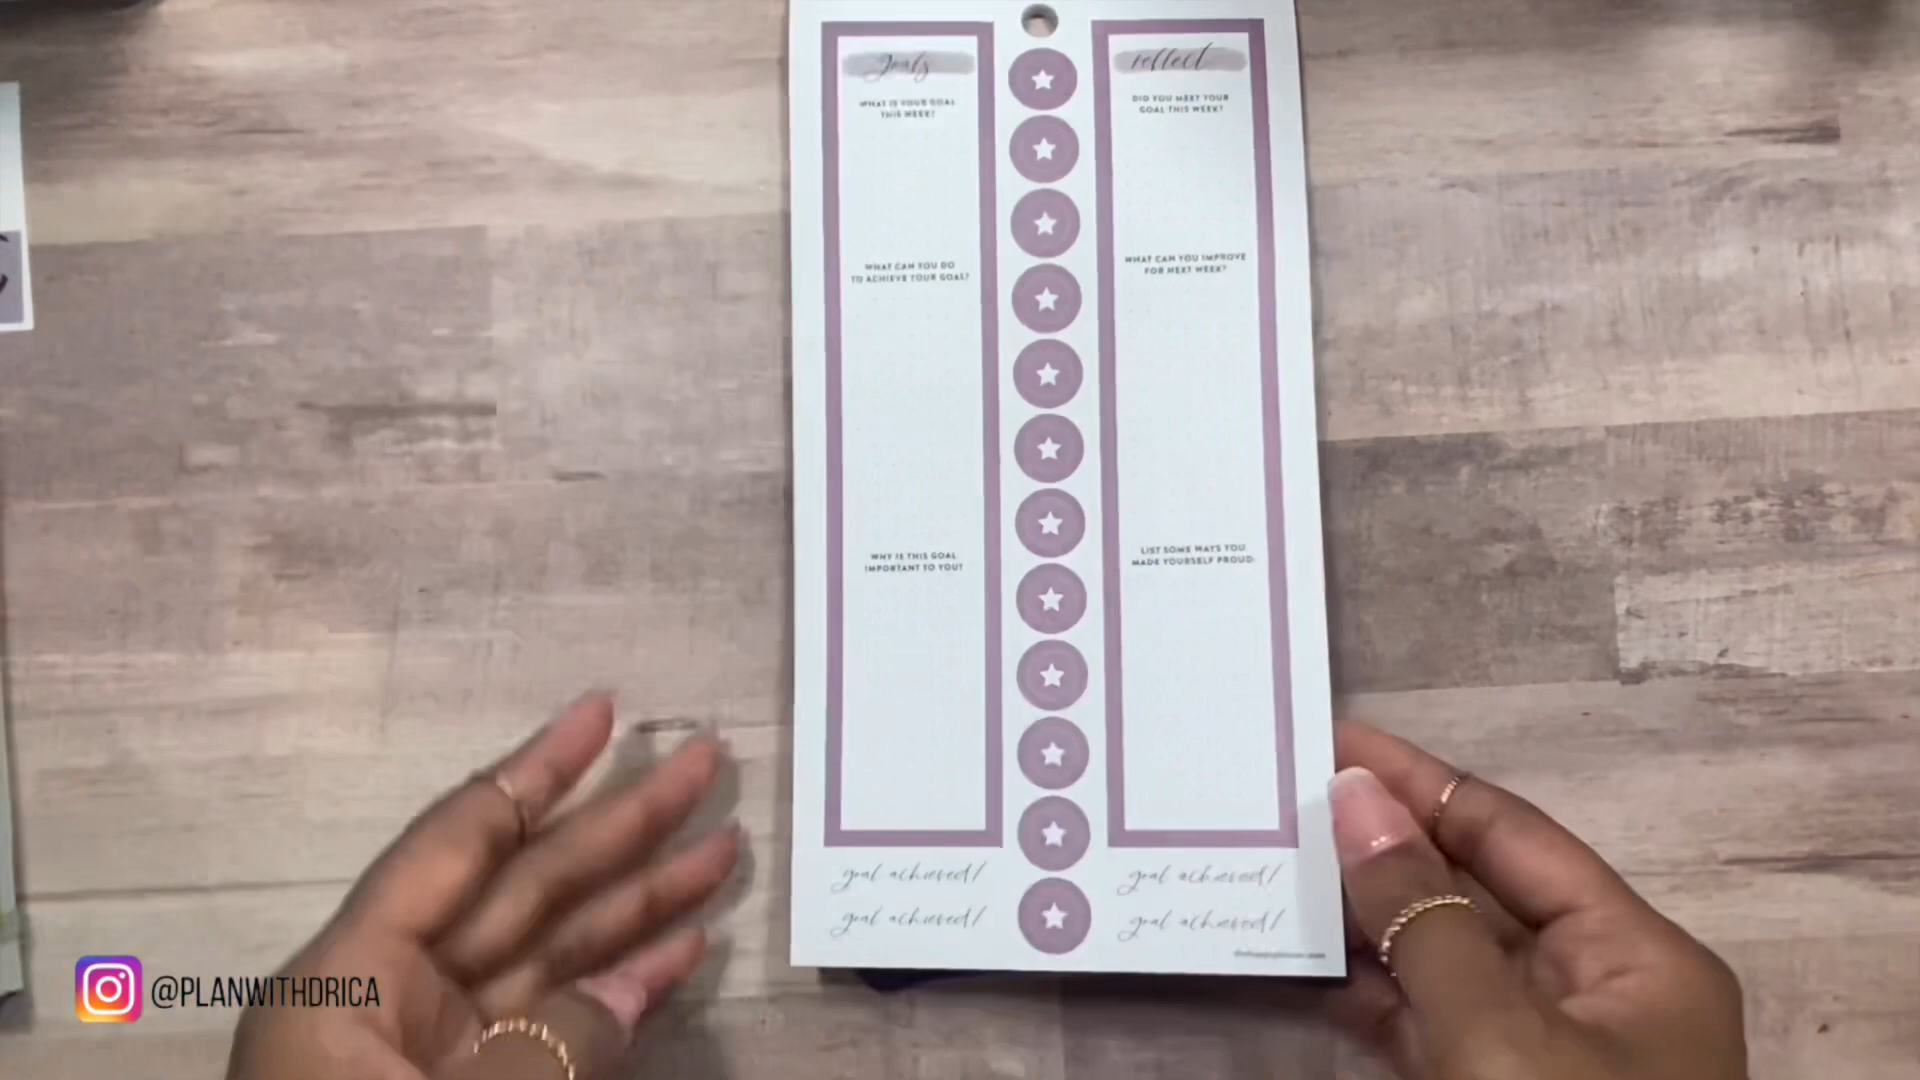 goals
WHAT IS YOUR GOAL
THIS WEEK?
WHAT CAN YOU DO
TO ACHIEVE YOUR GOAL?
WHY IS THIS GOAL
IMPORTANT TO YOU?
reflect
DID YOU MEET YOUR
GOAL THIS WEEK?
WHAT CAN YOU IMPROVE
FOR NEXT WEEK?
LIST SOME WAYS YOU
MADE YOURSELF PROUD:
goal achieved!
goal achieved!
goal achieved!
goal achieved!
@PLANWITHDRICA